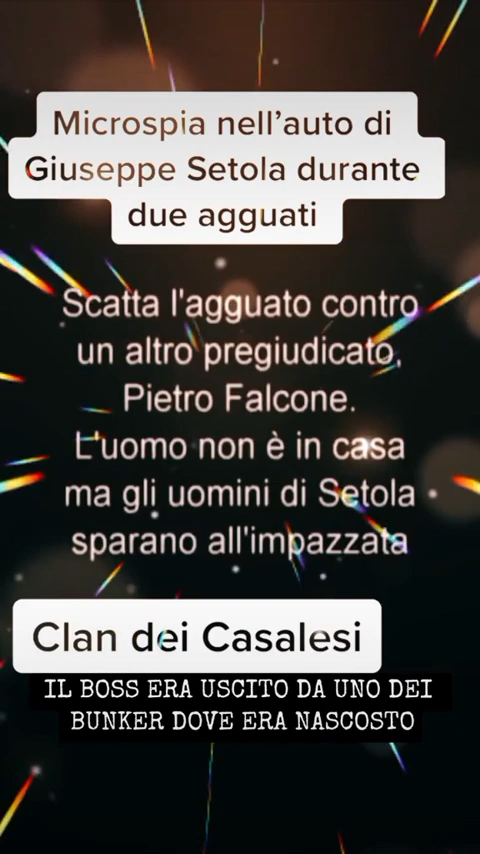 Microspia nell’auto di
Giuseppe Setola durante
due agguati
Scatta l'agguato contro
un altro pregiudicato,
Pietro Falcone.
L'uomo non è in casa
ma gli uomini di Setola
sparano all'impazzata
Clan dei Casalesi
IL BOSS ERA USCITO DA UNO DEI
BUNKER DOVE ERA NASCOSTO